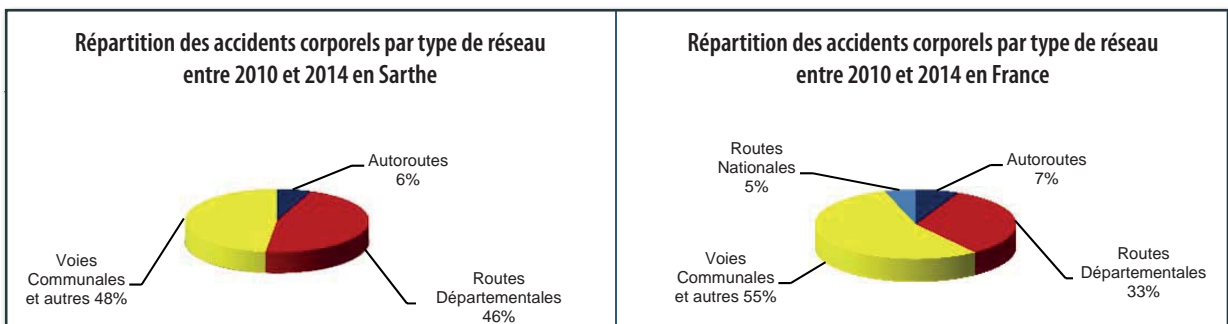 Répartition des accidents corporels par type de réseau
entre 2010 et 2014 en Sarthe
Autoroutes
6%
Voies
Communales
et autres 48%
Routes
Départementales
46%
Répartition des accidents corporels par type de réseau
entre 2010 et 2014 en France
Routes
Nationales
5%
Autoroutes
7%
Voies
Communales
et autres 55%
Routes
Départementales
33%